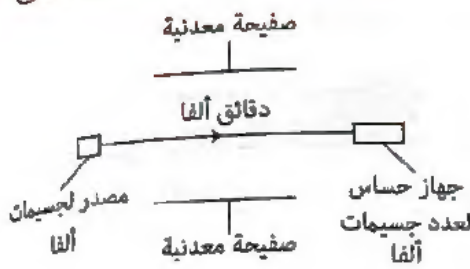 صفيحة معدنية
دقائق ألفا
مصدر لجسيمات
ألفا
صفيحة معدنية
جهاز حساس
لعدد جسيمات
ألفا